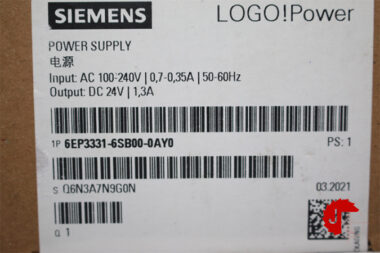 SIEMENS LOGO!Power
POWER SUPPLY
电源
Input: AC 100-240V | 0,7-0,35A | 50-60Hz
Output: DC 24V | 1,3A
1P 6EP3331-6SB00-0AY0 PS: 1
S Q6N3A7N9G0N 03.2021
Q 1